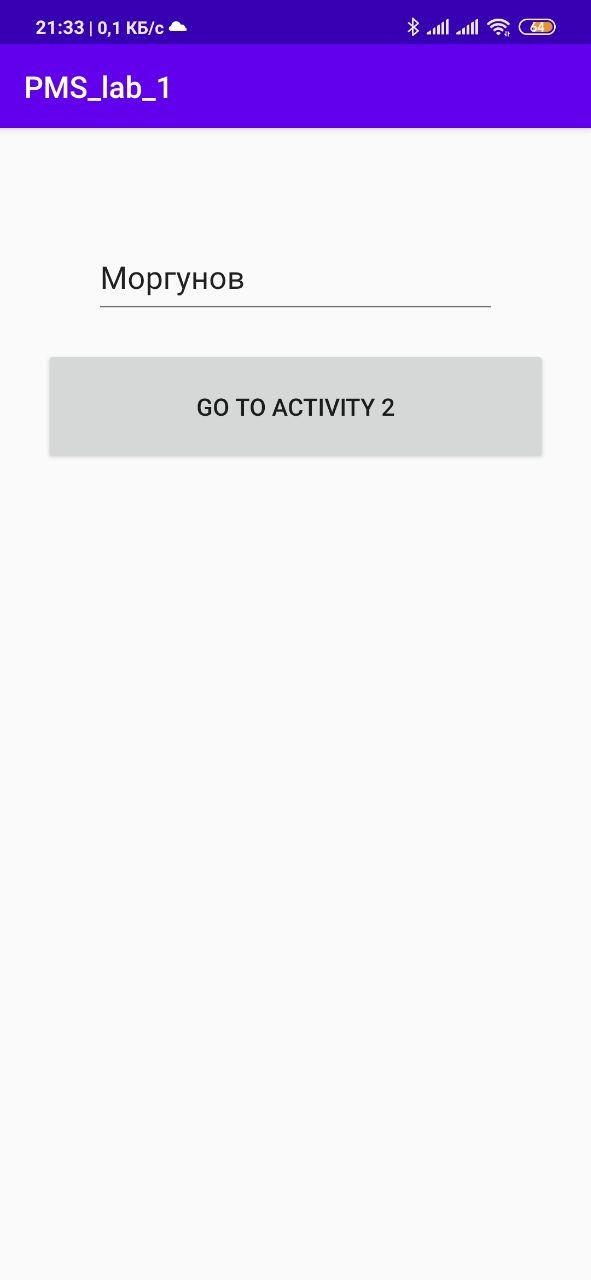 21:33 | 0,1 КБ/с 64
PMS_lab_1
Моргунов
GO TO ACTIVITY 2